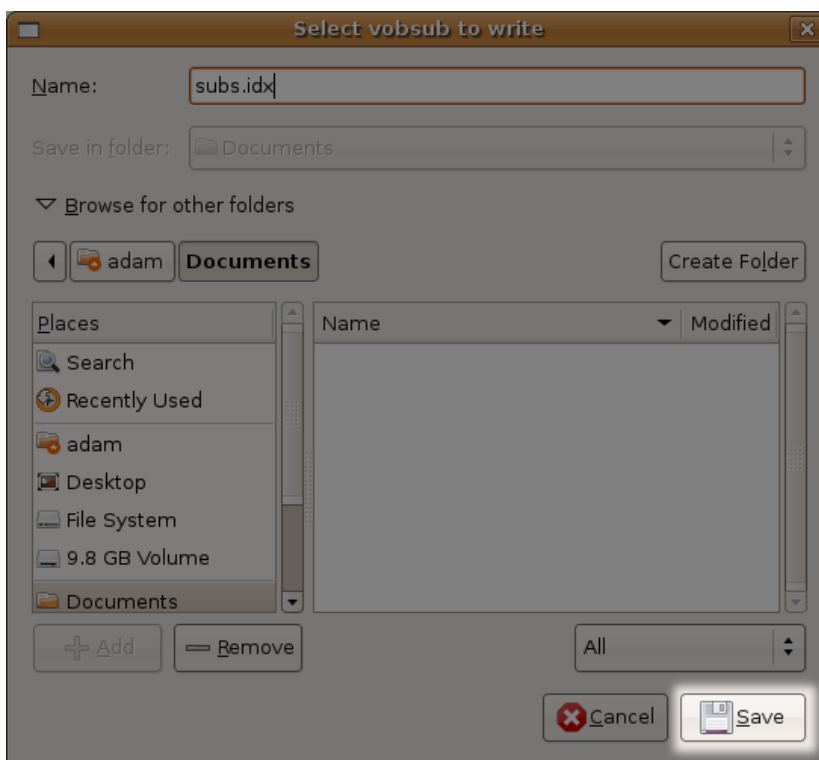 Select vobsub to write
Name: subs.idx
Save in folder: Documents
Browse for other folders
adam Documents Create Folder
Places Name Modified
Search
Recently Used
adam
Desktop
File System
9.8 GB Volume
Documents
Add Remove All
Cancel Save